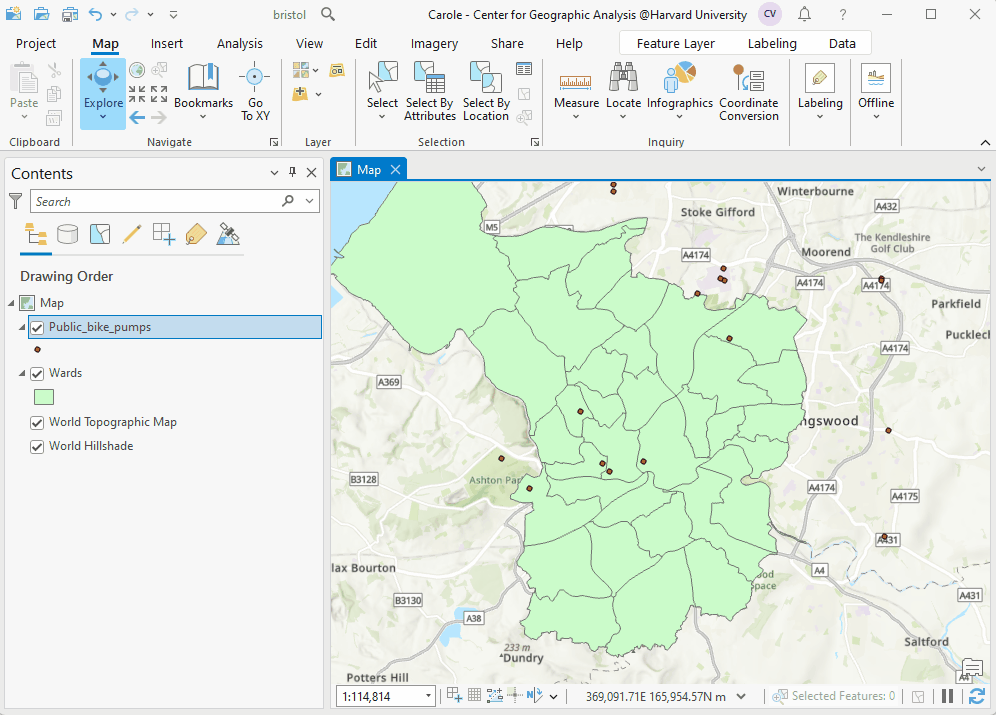 bristol
Carole - Center for Geographic Analysis @Harvard University
CV
?
Project Map Insert Analysis View Edit Imagery Share Help Feature Layer Labeling Data
Paste
Clipboard
Explore
Bookmarks
Go
To XY
Navigate
Layer
Select
Select By
Attributes
Select By
Location
Selection
Measure
Locate
Infographics
Coordinate
Conversion
Inquiry
Labeling
Offline
Contents
Search
Drawing Order
Map
Public_bike_pumps
Wards
World Topographic Map
World Hillshade
Map
Winterbourne
A432
Stoke Gifford
M5
The Kendleshire
Golf Club
A4174
Moorend
A4174
A4174
Parkfield
Pucklec
A4174
A369
ngswood
Ashton Par
B3128
A4174
A4175
A431
lax Bourton
A4
ood
space
B3130
A431
A38
Saltford
233 m
Dundry
Potters Hill
A4
1:114,814
369,091.71E 165,954.57N m
Selected Features: 0